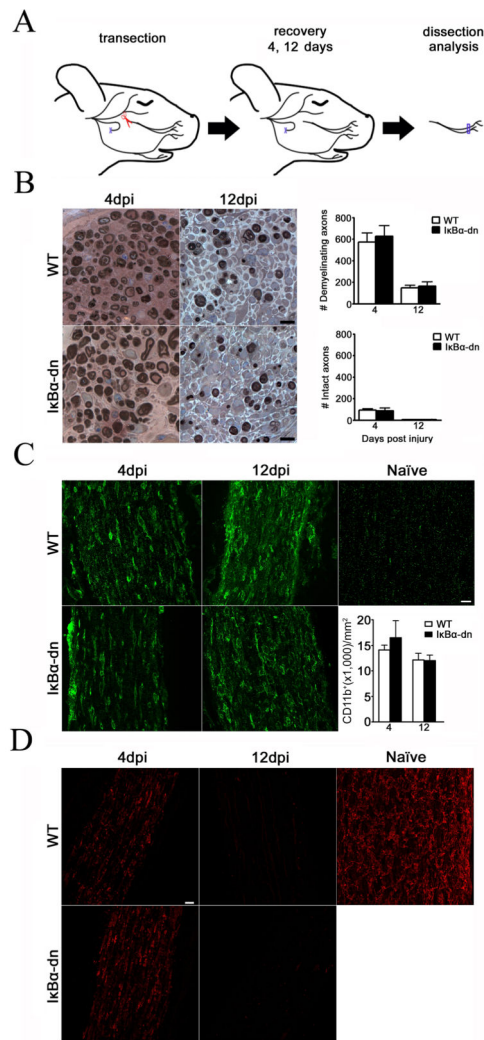 A
transection
recovery
4, 12 days
dissection
analysis
B
4dpi
12dpi
WT
IκBα-dn
# Demyelinating axons
800
600
400
200
0
4
12
WT
IκBα-dn
# Intact axons
800
600
400
200
0
4
12
Days post injury
WT
IκBα-dn
C
4dpi
12dpi
Naïve
WT
IκBα-dn
CD11b⁺(x1,000)/mm²
20
15
10
5
0
4
12
WT
IκBα-dn
D
4dpi
12dpi
Naïve
WT
IκBα-dn